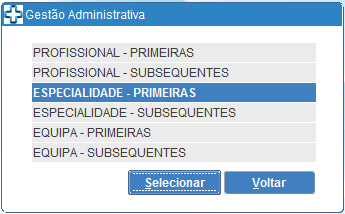 Gestão Administrativa
PROFISSIONAL - PRIMEIRAS
PROFISSIONAL - SUBSEQUENTES
ESPECIALIDADE - PRIMEIRAS
ESPECIALIDADE - SUBSEQUENTES
EQUIPA - PRIMEIRAS
EQUIPA - SUBSEQUENTES
Selecionar Voltar